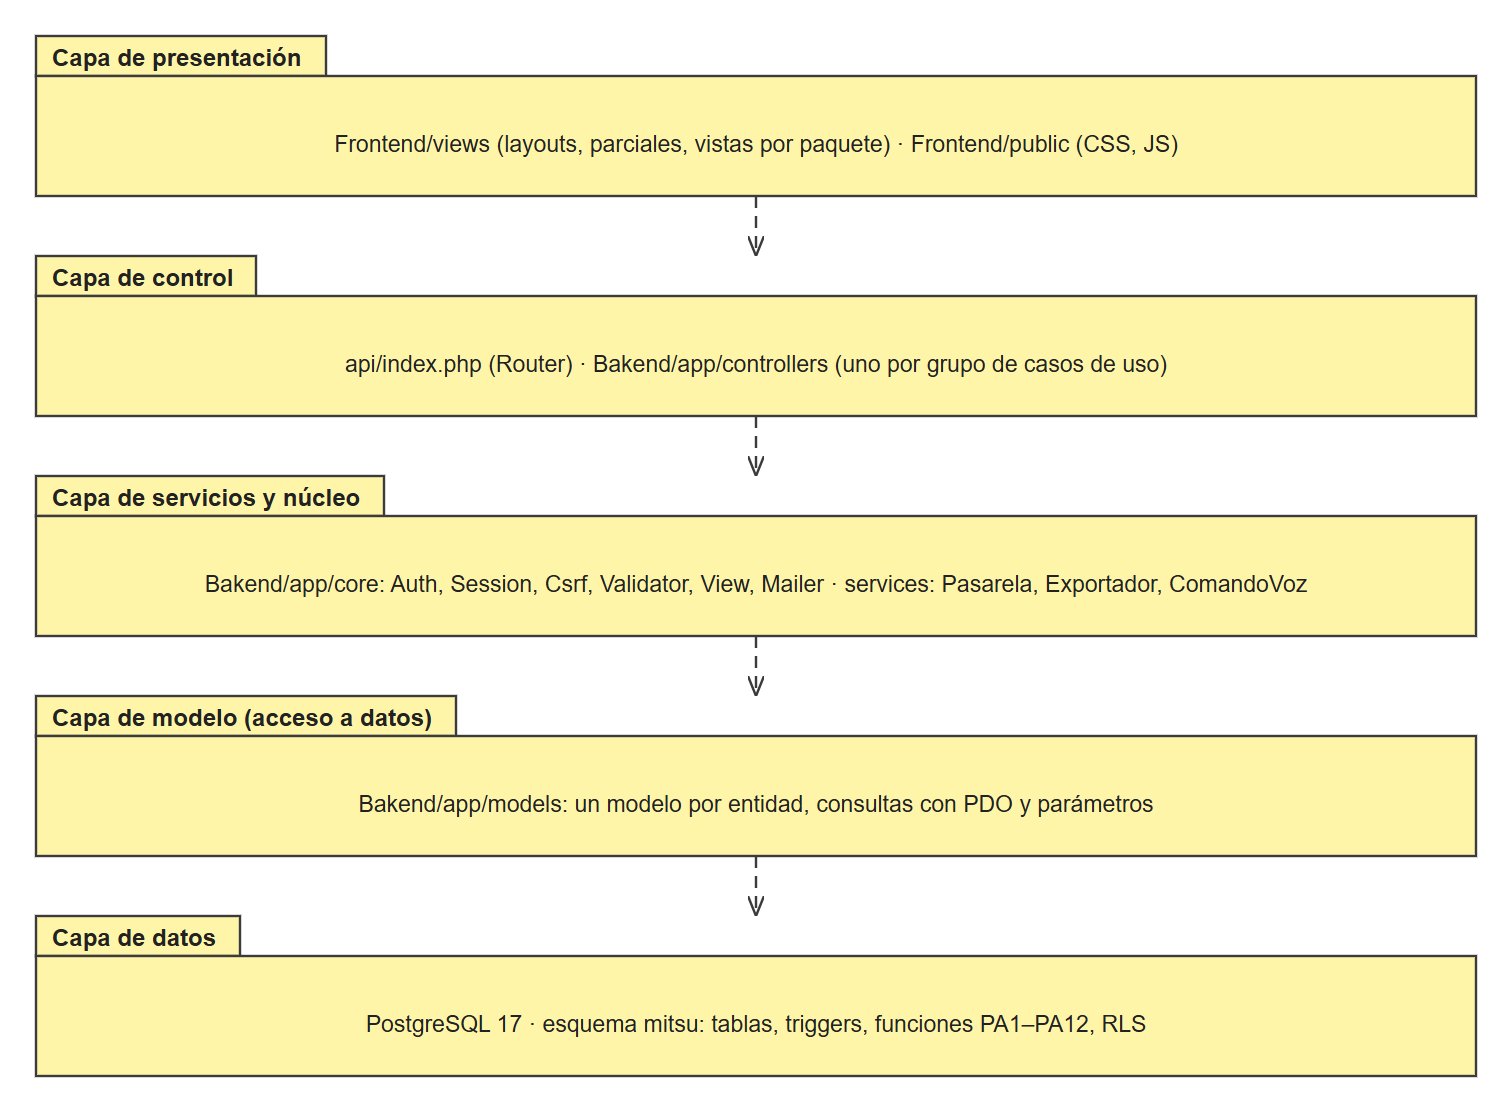 Capa de presentación
Frontend/views (layouts, parciales, vistas por paquete) · Frontend/public (CSS, JS)
Capa de control
api/index.php (Router) · Bakend/app/controllers (uno por grupo de casos de uso)
Capa de servicios y núcleo
Bakend/app/core: Auth, Session, Csrf, Validator, View, Mailer · services: Pasarela, Exportador, ComandoVoz
Capa de modelo (acceso a datos)
Bakend/app/models: un modelo por entidad, consultas con PDO y parámetros
Capa de datos
PostgreSQL 17 · esquema mitsu: tablas, triggers, funciones PA1–PA12, RLS